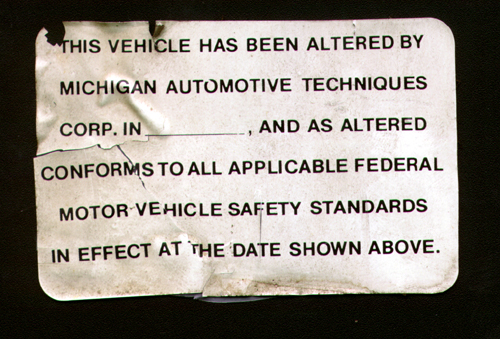 THIS VEHICLE HAS BEEN ALTERED BY
MICHIGAN AUTOMOTIVE TECHNIQUES
CORP. IN ____________, AND AS ALTERED
CONFORMS TO ALL APPLICABLE FEDERAL
MOTOR VEHICLE SAFETY STANDARDS
IN EFFECT AT THE DATE SHOWN ABOVE.